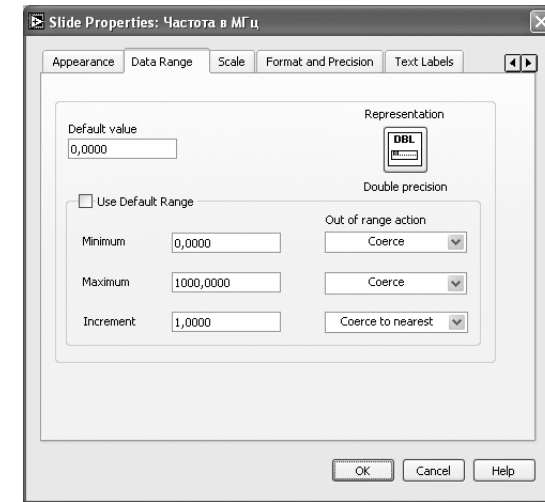 Slide Properties: Частота в МГц
Appearance Data Range Scale Format and Precision Text Labels
Representation
Default value
0,0000
DBL
Double precision
Use Default Range
Out of range action
Minimum 0,0000 Coerce
Maximum 1000,0000 Coerce
Increment 1,0000 Coerce to nearest
OK Cancel Help